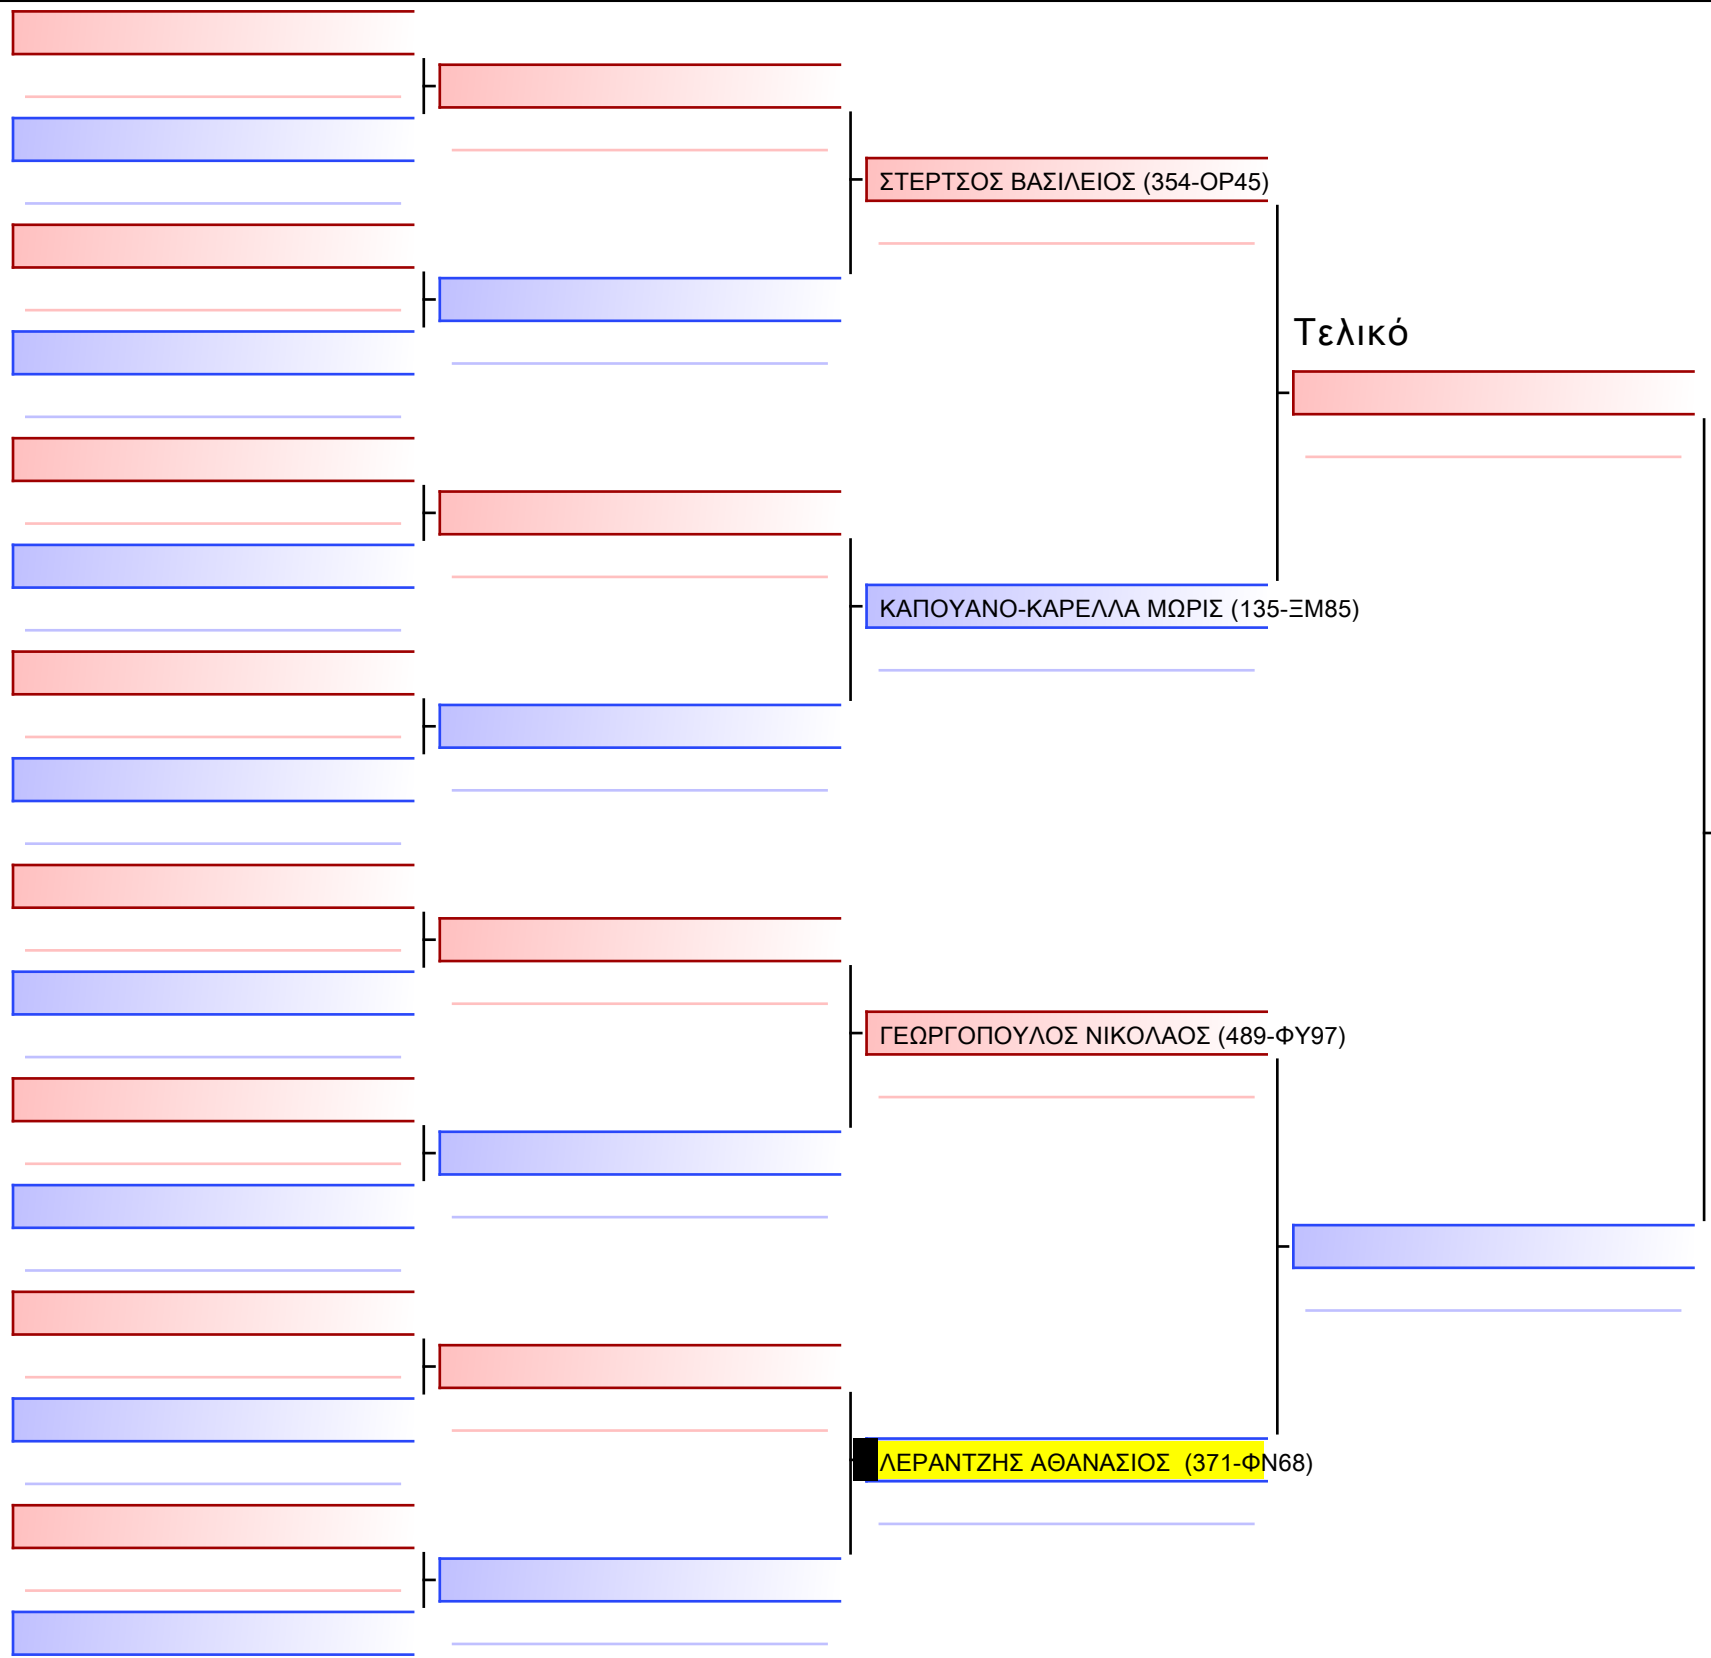 ΣΤΕΡΤΣΟΣ ΒΑΣΙΛΕΙΟΣ (354-ΟΡ45)
Τελικό
ΚΑΠΟΥΑΝΟ-ΚΑΡΕΛΛΑ ΜΩΡΙΣ (135-ΞΜ85)
ΓΕΩΡΓΟΠΟΥΛΟΣ ΝΙΚΟΛΑΟΣ (489-ΦΥ97)
ΛΕΡΑΝΤΖΗΣ ΑΘΑΝΑΣΙΟΣ (371-ΦΝ68)